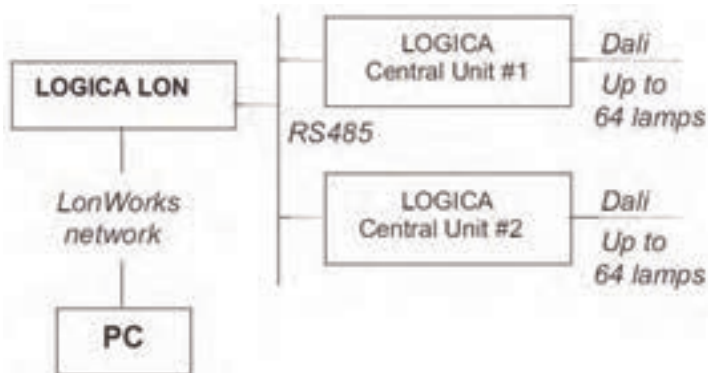 LOGICA LON
LonWorks
network
PC
RS485
LOGICA
Central Unit #1
Dali
Up to
64 lamps
LOGICA
Central Unit #2
Dali
Up to
64 lamps